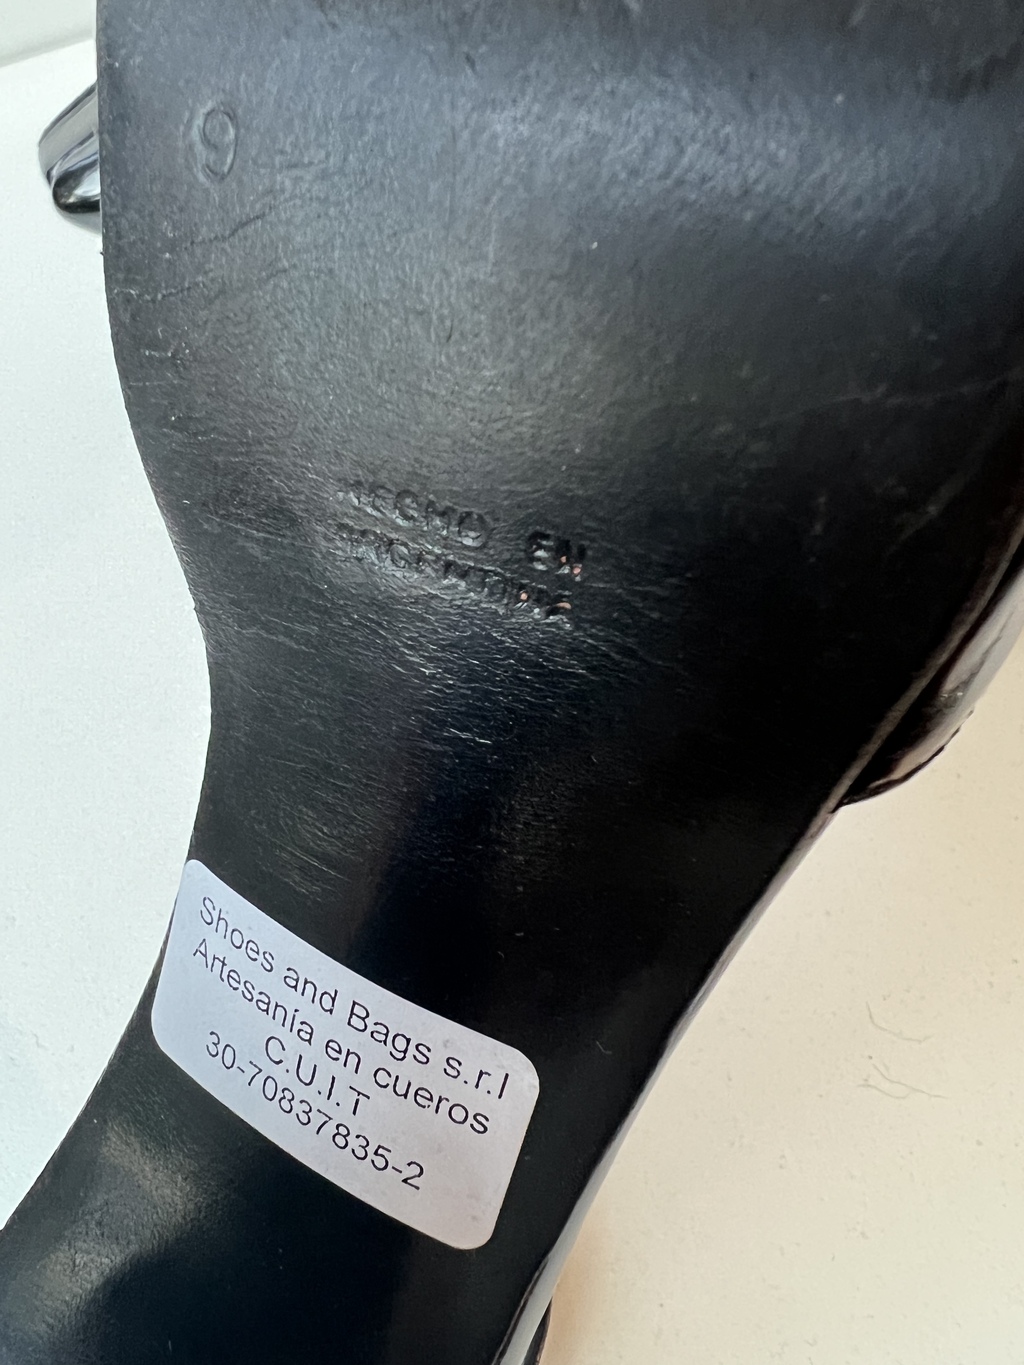 9
HECHO EN
ARGENTINA
Shoes and Bags s.r.l
Artesanía en cueros
C.U.I.T
30-70837835-2